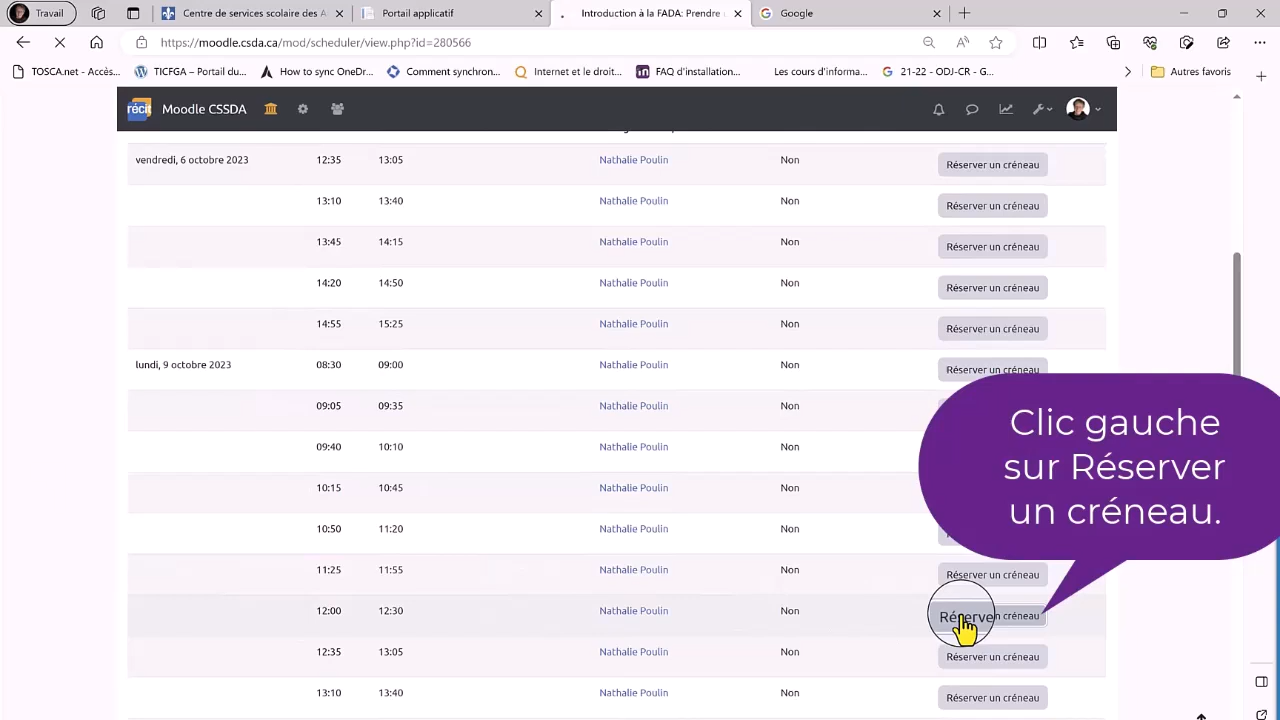 Travail
Centre de services scolaire des A
Portail applicatif
Introduction à la FADA: Prendre
Google
https://moodle.csda.ca/mod/scheduler/view.php?id=280566
TOSCA.net - Accès...
TICFGA – Portail du...
How to sync OneDr...
Comment synchron...
Internet et le droit...
FAQ d'installation...
Les cours d'informa...
21-22 - ODJ-CR - G...
Autres favoris
récit Moodle CSSDA
vendredi, 6 octobre 2023 12:35 13:05 Nathalie Poulin Non Réserver un créneau
13:10 13:40 Nathalie Poulin Non Réserver un créneau
13:45 14:15 Nathalie Poulin Non Réserver un créneau
14:20 14:50 Nathalie Poulin Non Réserver un créneau
14:55 15:25 Nathalie Poulin Non Réserver un créneau
lundi, 9 octobre 2023 08:30 09:00 Nathalie Poulin Non Réserver un créneau
09:05 09:35 Nathalie Poulin Non
09:40 10:10 Nathalie Poulin Non
10:15 10:45 Nathalie Poulin Non
10:50 11:20 Nathalie Poulin Non
11:25 11:55 Nathalie Poulin Non Réserver un créneau
12:00 12:30 Nathalie Poulin Non Réserve n créneau
12:35 13:05 Nathalie Poulin Non Réserver un créneau
13:10 13:40 Nathalie Poulin Non Réserver un créneau
Clic gauche
sur Réserver
un créneau.